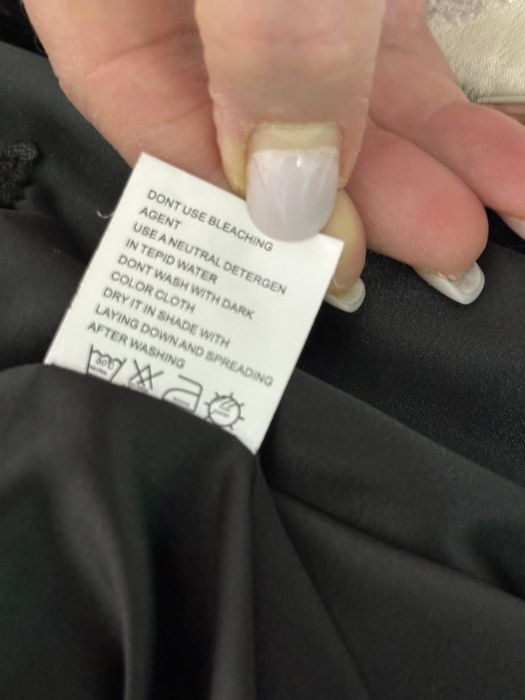 DONT USE BLEACHING
AGENT
USE A NEUTRAL DETERGEN
IN TEPID WATER
DONT WASH WITH DARK
COLOR CLOTH
DRY IT IN SHADE WITH
LAYING DOWN AND SPREADING
AFTER WASHING